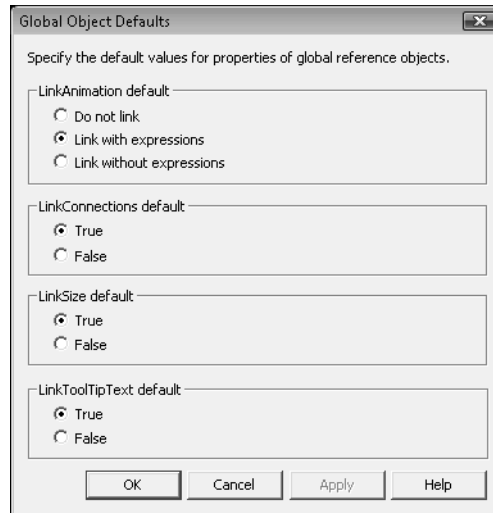 Global Object Defaults
Specify the default values for properties of global reference objects.
LinkAnimation default
Do not link
Link with expressions
Link without expressions
LinkConnections default
True
False
LinkSize default
True
False
LinkToolTipText default
True
False
OK Cancel Apply Help